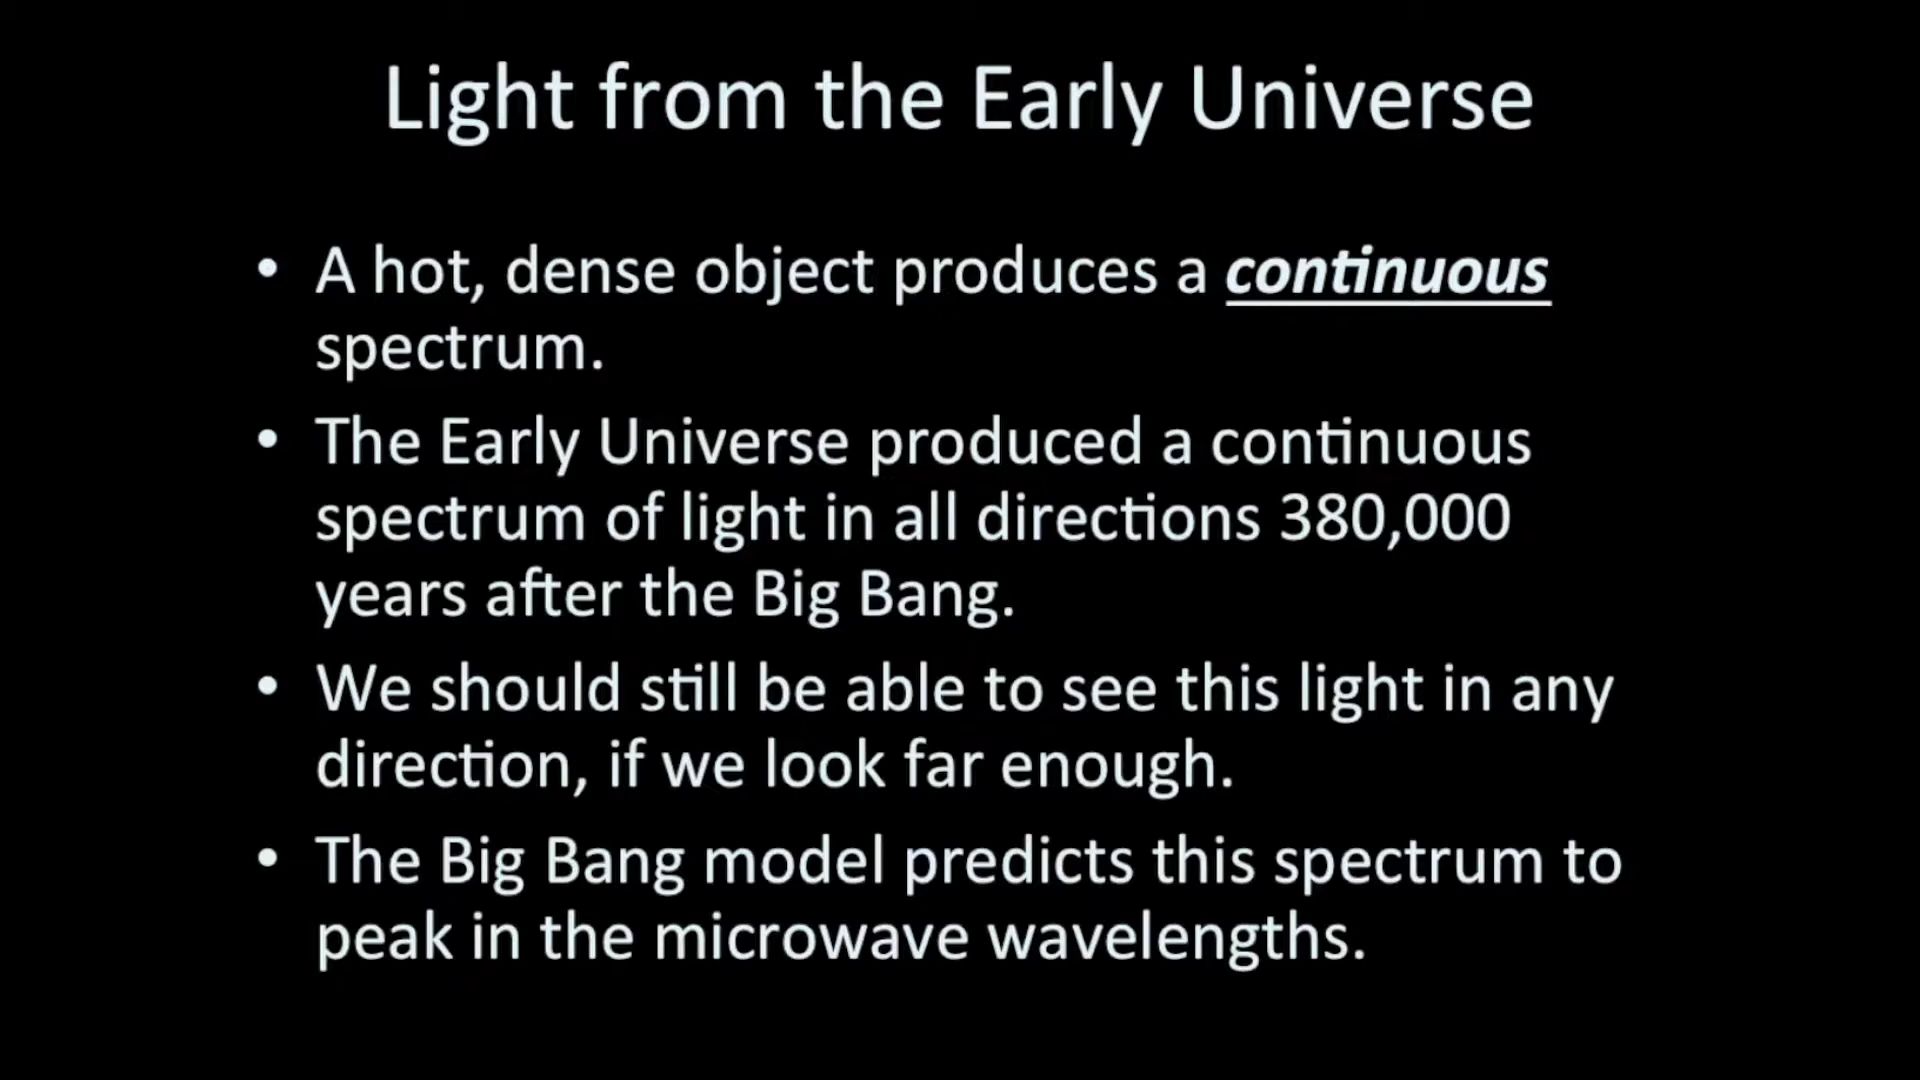 Light from the Early Universe
• A hot, dense object produces a continuous
spectrum.
• The Early Universe produced a continuous
spectrum of light in all directions 380,000
years after the Big Bang.
• We should still be able to see this light in any
direction, if we look far enough.
• The Big Bang model predicts this spectrum to
peak in the microwave wavelengths.